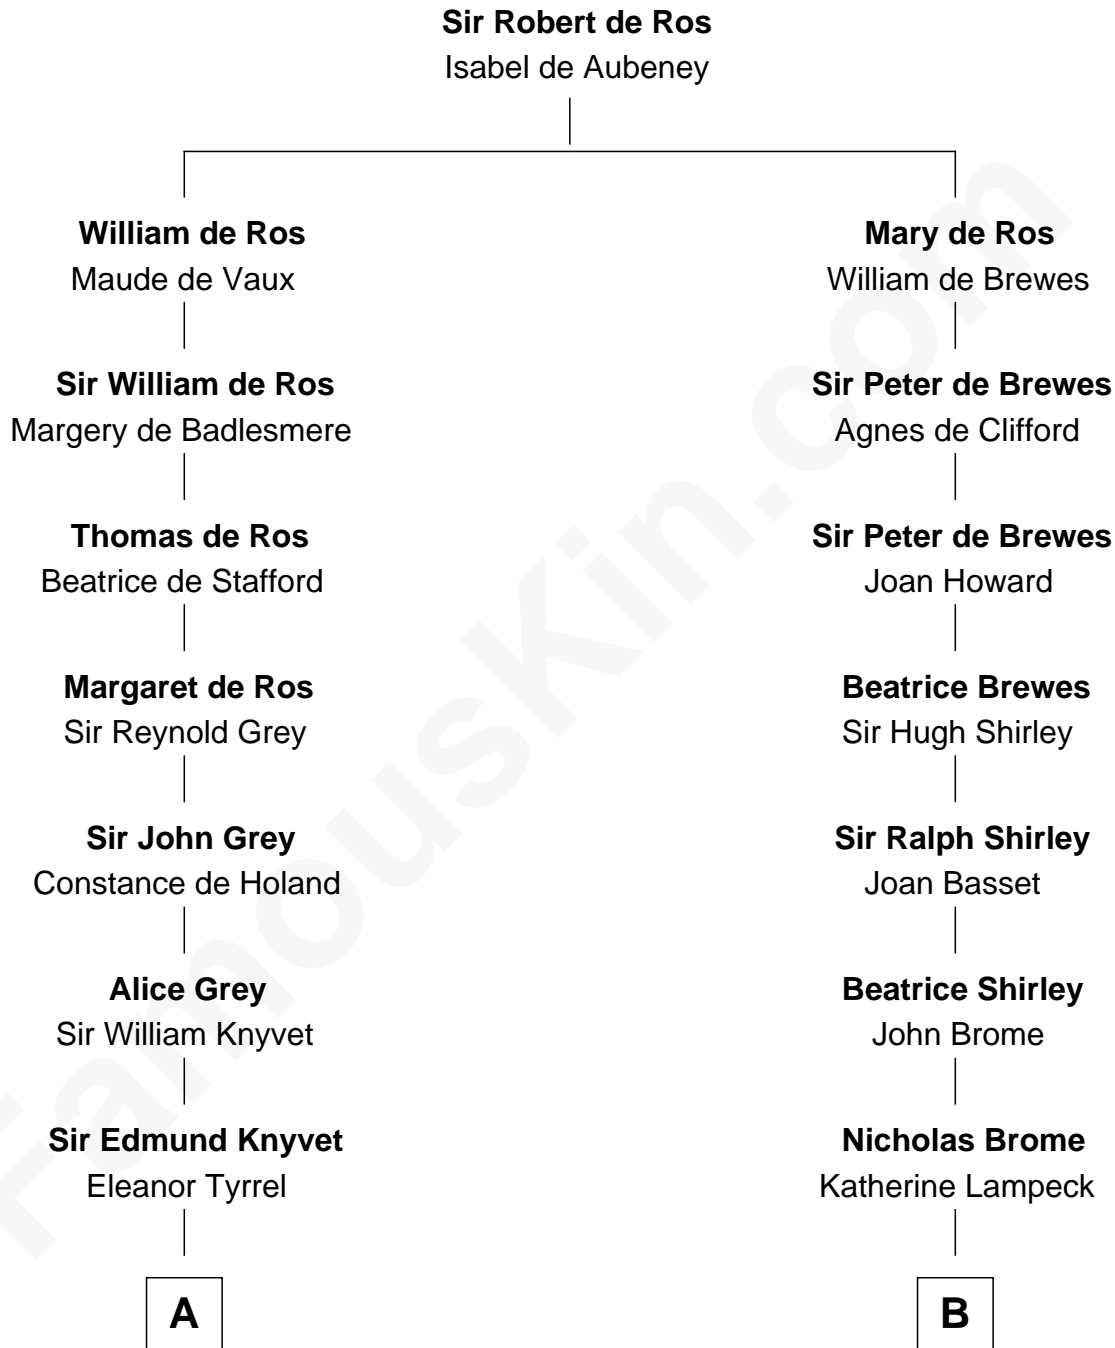 Sir Robert de Ros
Isabel de Aubeney
William de Ros
Maude de Vaux
Mary de Ros
William de Brewes
Sir William de Ros
Margery de Badlesmere
Sir Peter de Brewes
Agnes de Clifford
Thomas de Ros
Beatrice de Stafford
Sir Peter de Brewes
Joan Howard
Margaret de Ros
Sir Reynold Grey
Beatrice Brewes
Sir Hugh Shirley
Sir John Grey
Constance de Holand
Sir Ralph Shirley
Joan Basset
Alice Grey
Sir William Knyvet
Beatrice Shirley
John Brome
Sir Edmund Knyvet
Eleanor Tyrrel
Nicholas Brome
Katherine Lampeck
A
B
FamousKin.com